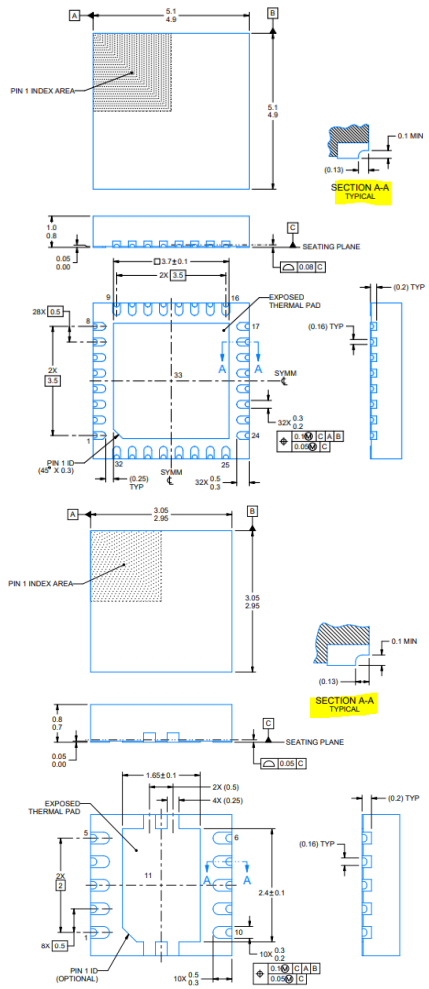 A
5.1
4.9
B
PIN 1 INDEX AREA
5.1
4.9
0.1 MIN
(0.13)
SECTION A-A
TYPICAL
1.0
0.8
C
SEATING PLANE
0.05
0.00
0.08 C
3.7±0.1
2X 3.5
9
16
EXPOSED
THERMAL PAD
(0.2) TYP
28X 0.5
8
17
(0.16) TYP
2X
3.5
33
A
A
SYMM
32X 0.3
0.2
0.1Ⓜ C A B
0.05Ⓜ C
1
24
PIN 1 ID
(45° X 0.3)
32
25
(0.25)
TYP
SYMM
32X 0.5
0.3
A
3.05
2.95
B
PIN 1 INDEX AREA
3.05
2.95
0.1 MIN
(0.13)
SECTION A-A
TYPICAL
0.8
0.7
C
SEATING PLANE
0.05
0.00
0.05 C
1.65±0.1
2X (0.5)
4X (0.25)
EXPOSED
THERMAL PAD
(0.2) TYP
5
6
(0.16) TYP
2X
2
11
A
A
2.4±0.1
8X 0.5
1
10
10X 0.3
0.2
PIN 1 ID
(OPTIONAL)
10X 0.5
0.3
0.1Ⓜ C A B
0.05Ⓜ C